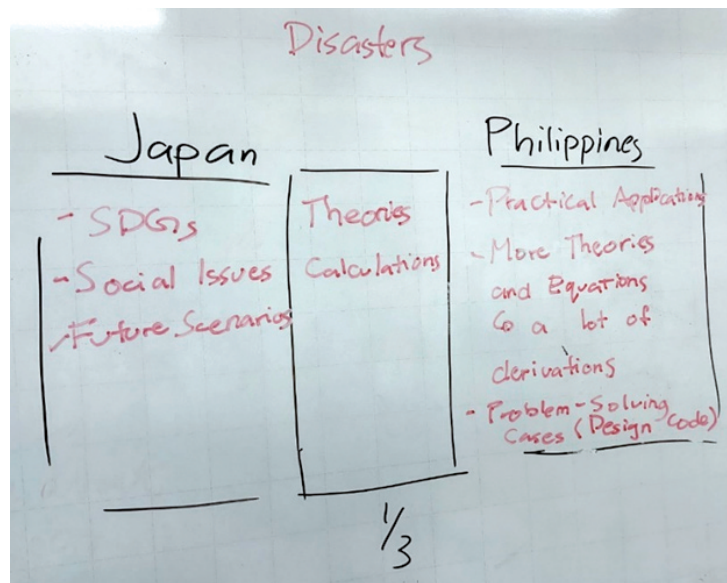 Disasters
Japan
- SDGs
- Social Issues
- Future Scenarios
Theories
Calculations
Philippines
- Practical Applications
- More Theories
and Equations
↳ a lot of
derivations
- Problem-Solving
Cases (Design Code)
1/3